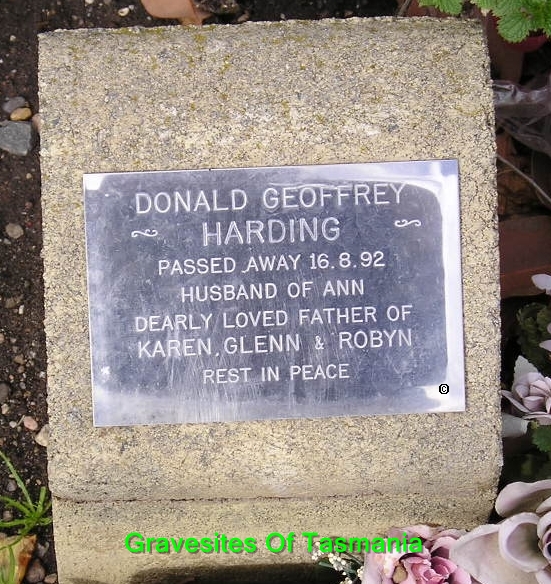 DONALD GEOFFREY
~ HARDING ~
PASSED AWAY 16.8.92
HUSBAND OF ANN
DEARLY LOVED FATHER OF
KAREN, GLENN & ROBYN
REST IN PEACE
©
Gravesites Of Tasmania